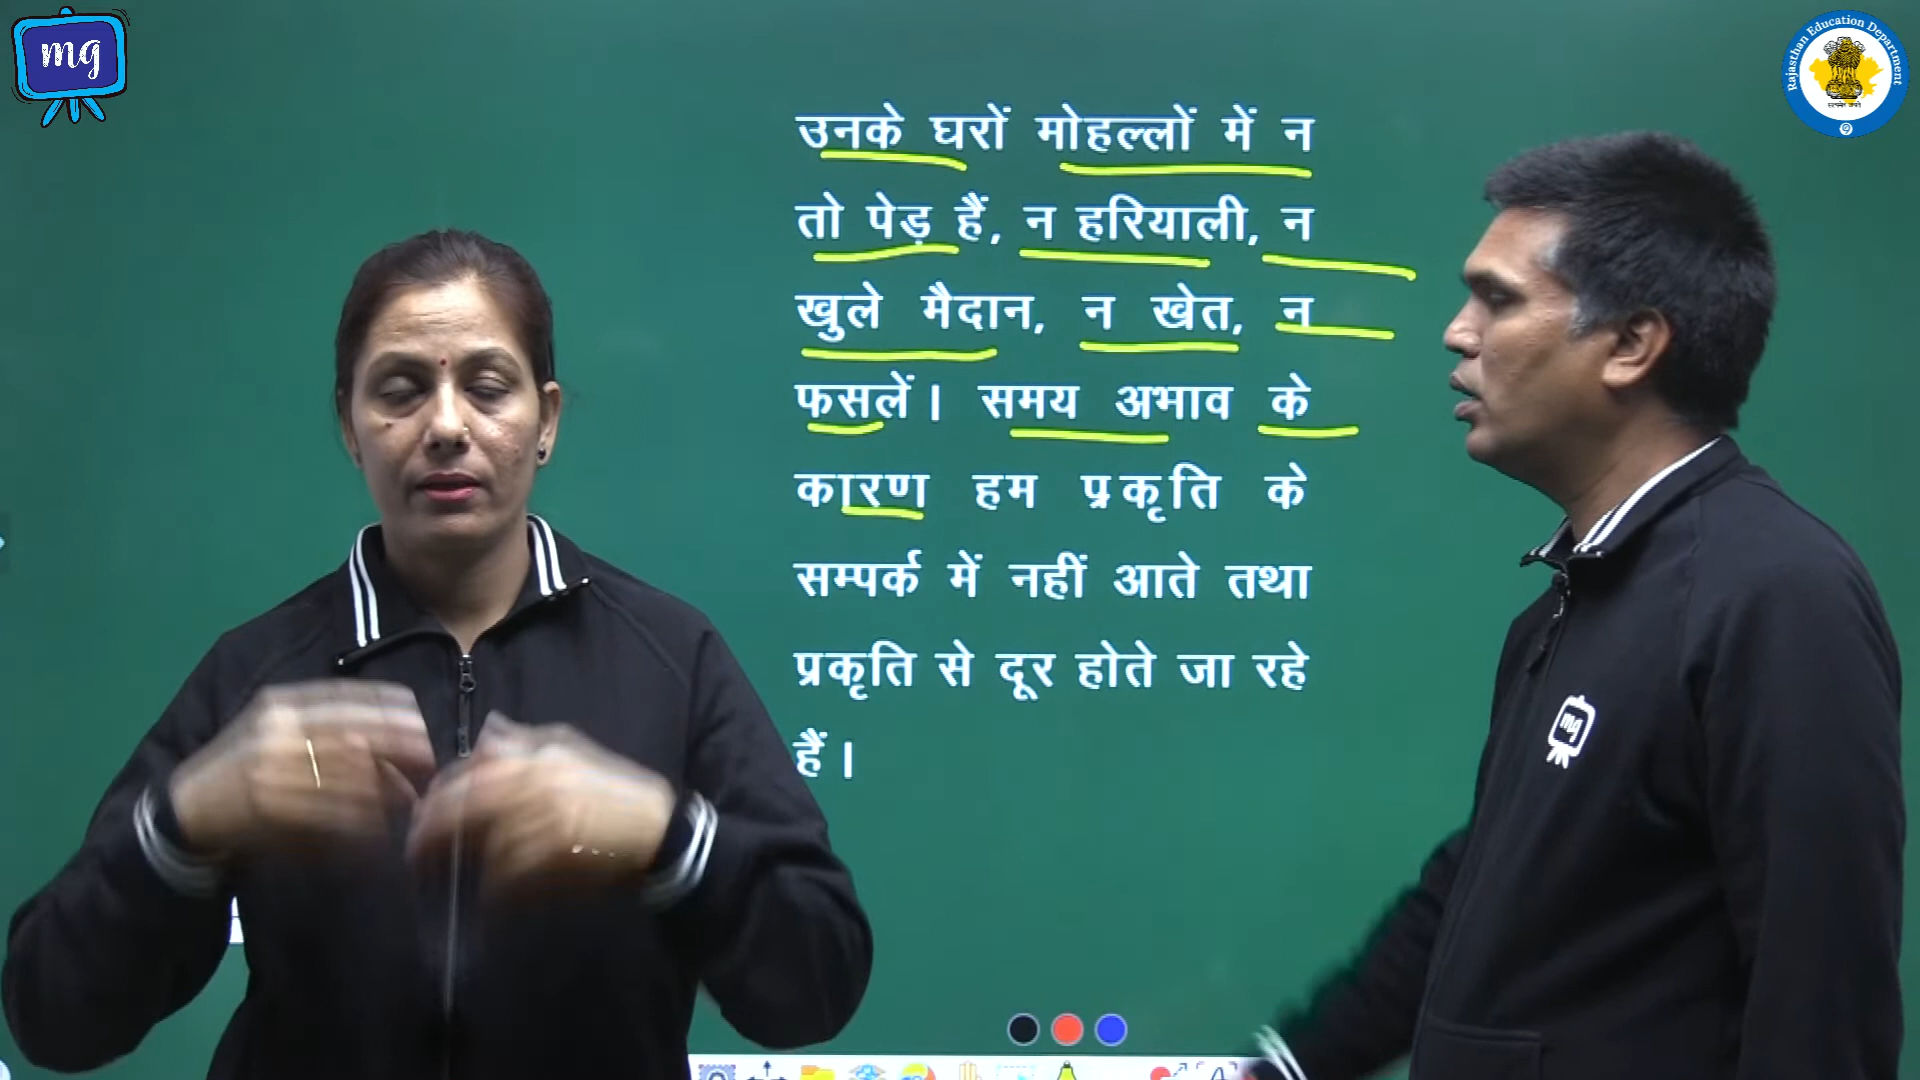 mg
Rajasthan Education Department
उनके घरों मोहल्लों में न
तो पेड़ हैं, न हरियाली, न
खुले मैदान, न खेत, न
फसलें। समय अभाव के
कारण हम प्रकृति के
सम्पर्क में नहीं आते तथा
प्रकृति से दूर होते जा रहे
हैं।
mg